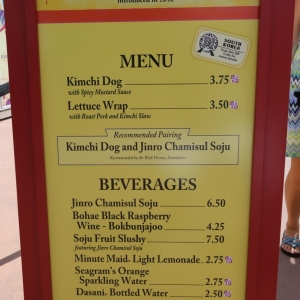 Introduced in 2010
SOUTH KOREA
MENU
Kimchi Dog 3.75
with Spicy Mustard Sauce
Lettuce Wrap 3.50
with Roast Pork and Kimchi Slaw
Recommended Pairing
Kimchi Dog and Jinro Chamisul Soju
Recommended by the Walt Disney
BEVERAGES
Jinro Chamisul Soju 6.50
Bohae Black Raspberry
Wine - Bokbunjajoo 4.25
Soju Fruit Slushy 7.50
featuring Jinro Chamisul Soju
Minute Maid® Light Lemonade 2.75
Seagram's Orange
Sparkling Water 2.75
Dasani® Bottled Water 2.50